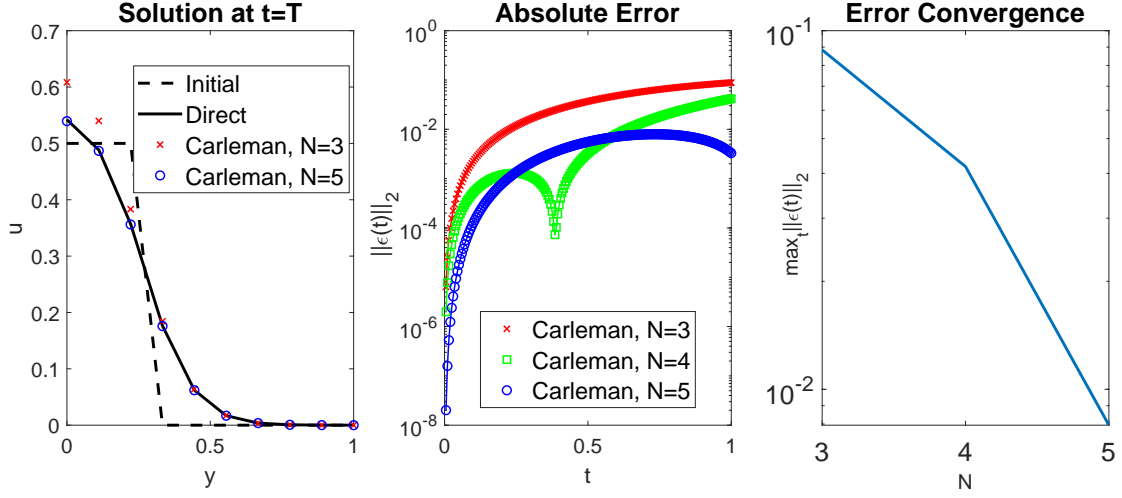 Solution at t=T
0.7
0.6
0.5
0.4
0.3
0.2
0.1
0
u
0
0.5
1
y
Initial
Direct
Carleman, N=3
Carleman, N=5
Absolute Error
10^0
10^-2
10^-4
10^-6
10^-8
||ϵ(t)||_2
0
0.5
1
t
Carleman, N=3
Carleman, N=4
Carleman, N=5
Error Convergence
10^-1
10^-2
max_t||ϵ(t)||_2
3
4
5
N